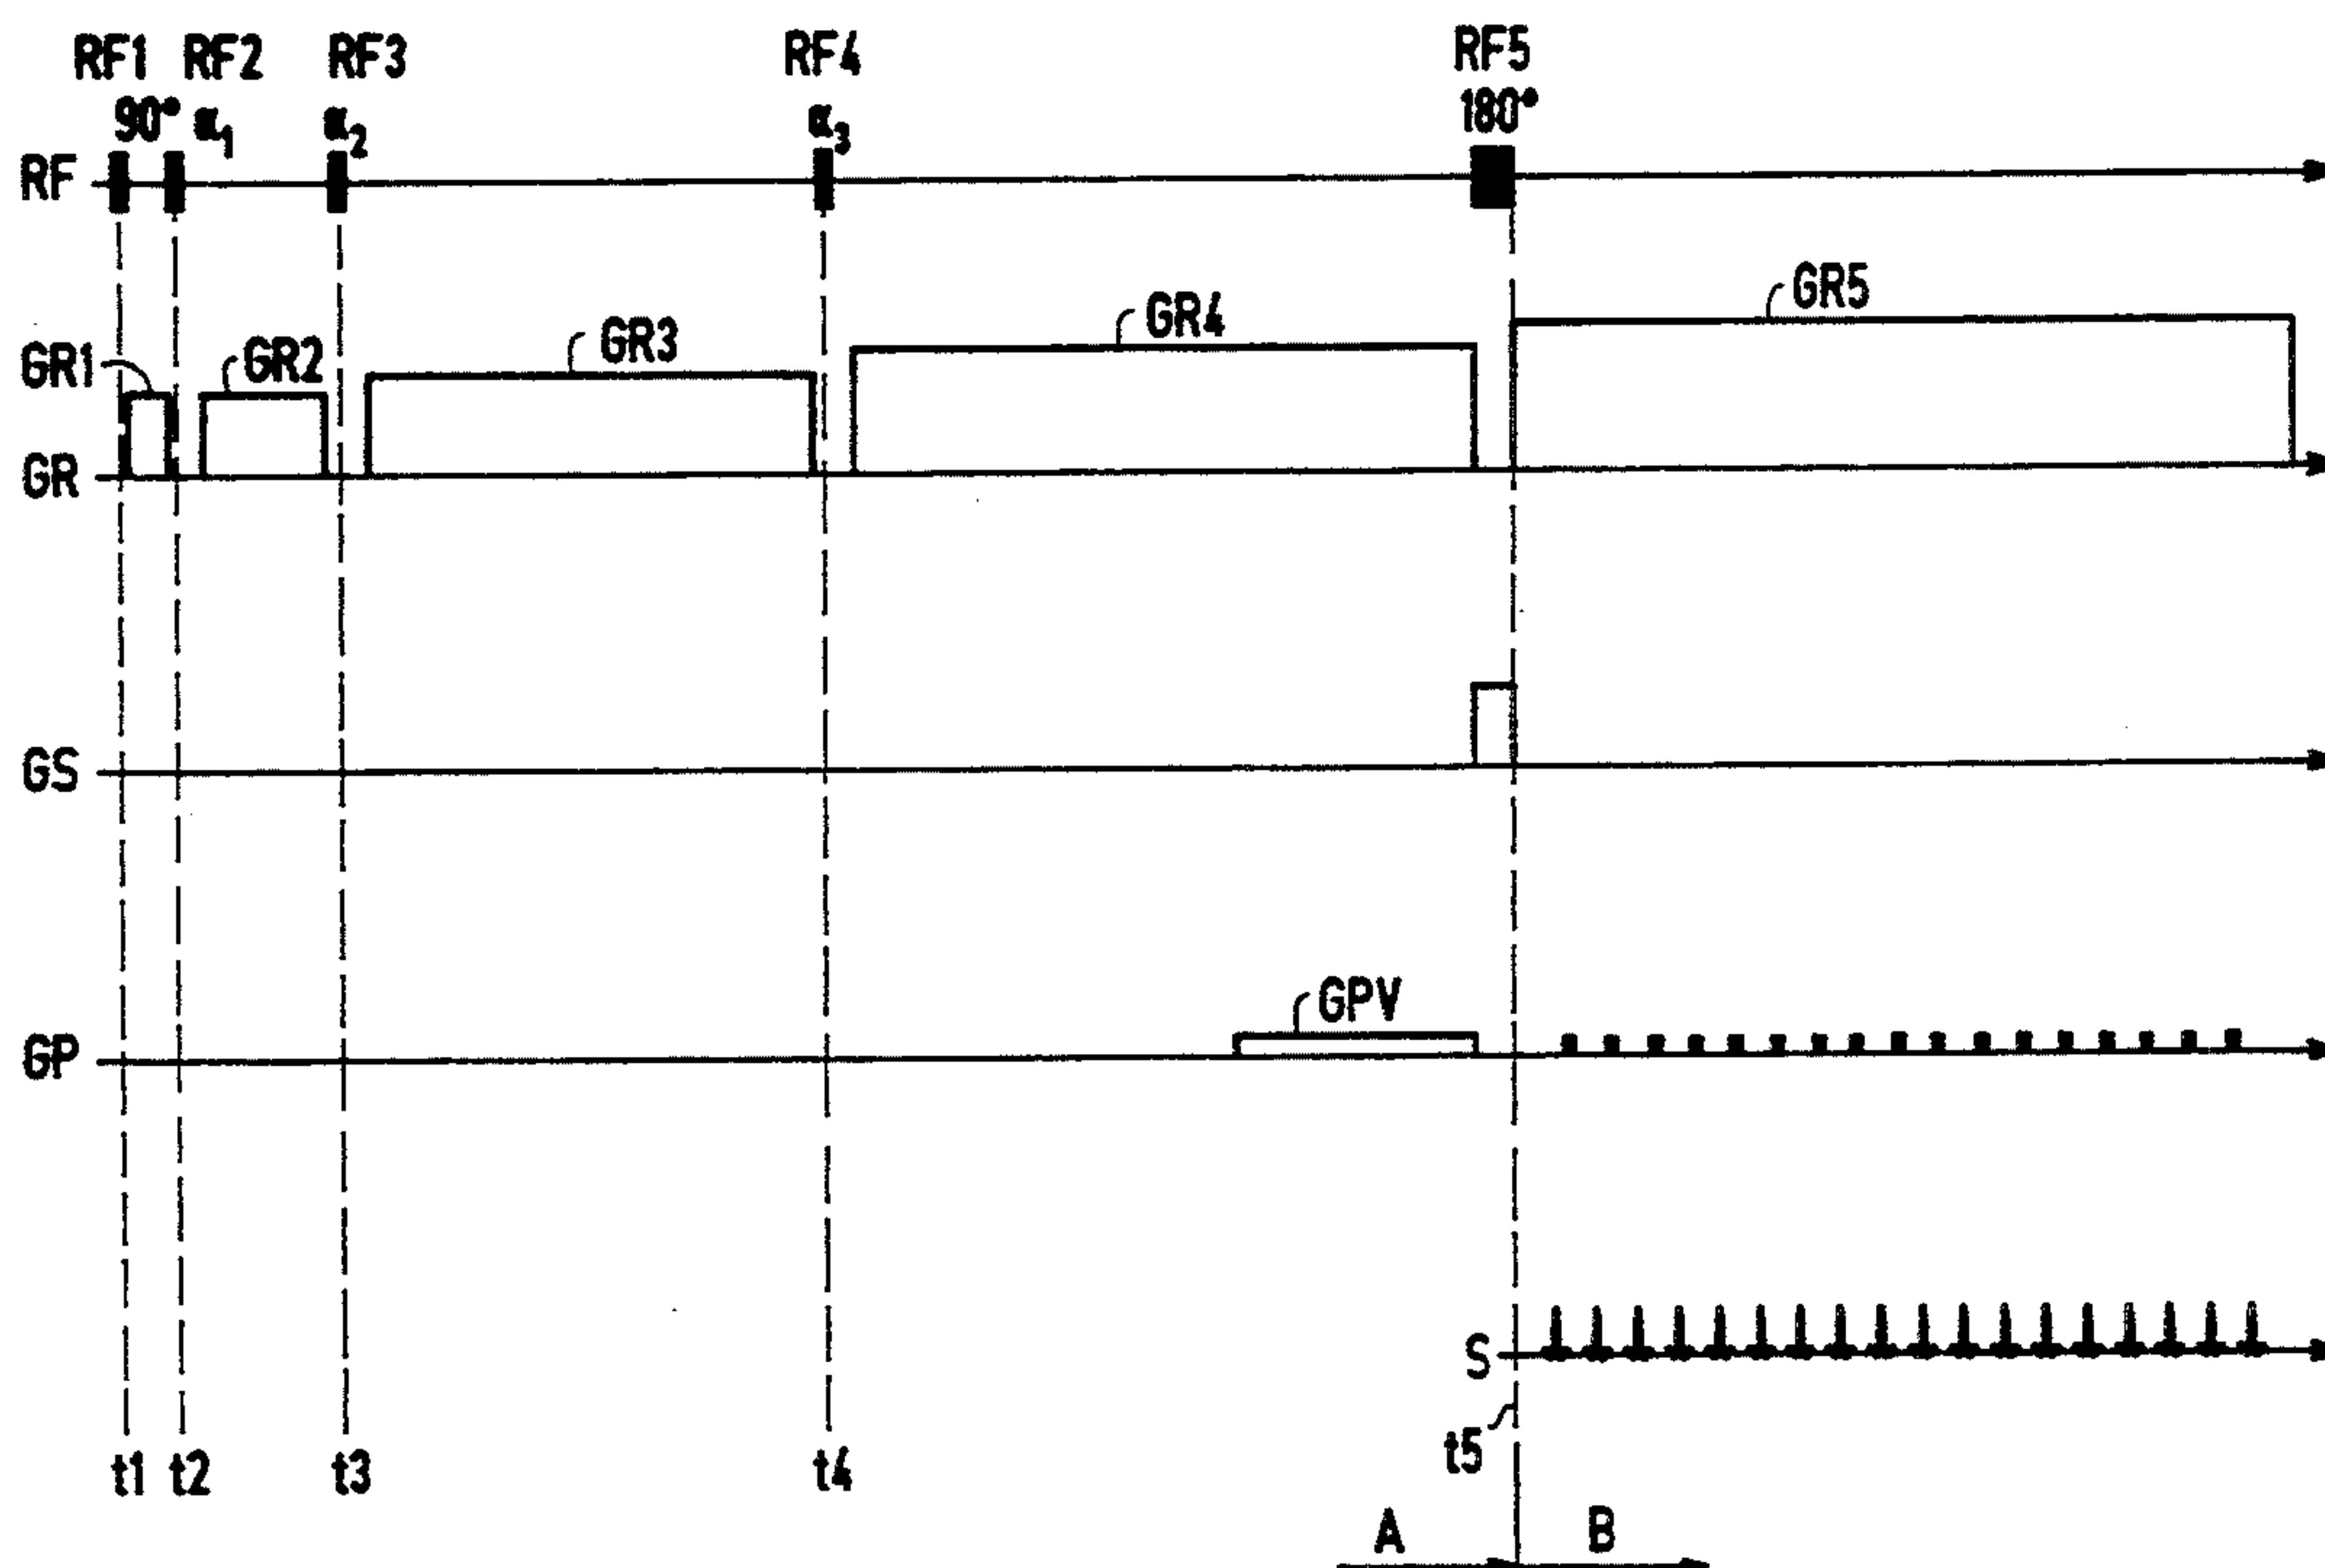 RF1 RF2 RF3 RF4 RF5
90° α1 α2 α3 180°
RF
GR5
GR4
GR3
GR1 GR2
GR
GS
GPV
GP
S
t5
t1 t2 t3 t4
A B